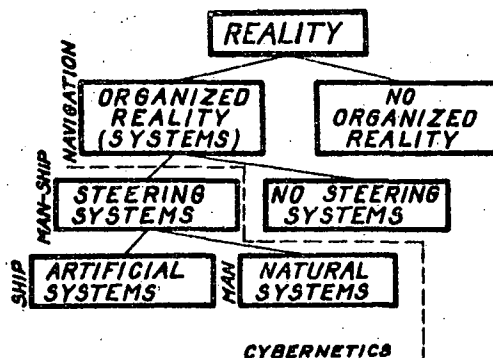 REALITY
NAVIGATION
ORGANIZED
REALITY
(SYSTEMS)
NO
ORGANIZED
REALITY
MAN-SHIP
STEERING
SYSTEMS
NO STEERING
SYSTEMS
SHIP
ARTIFICIAL
SYSTEMS
MAN
NATURAL
SYSTEMS
CYBERNETICS